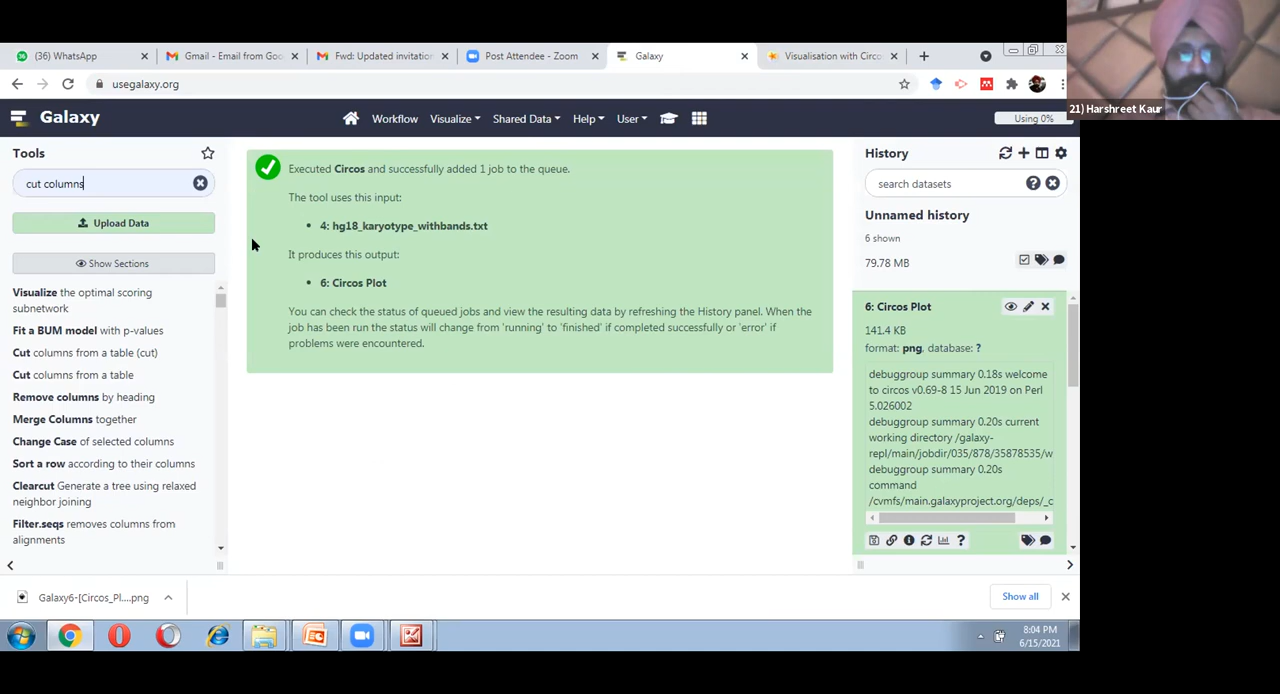 (36) WhatsApp
Gmail - Email from Goo
Fwd: Updated invitation
Post Attendee - Zoom
Galaxy
Visualisation with Circo
usegalaxy.org
21) Harshreet Kaur
Galaxy
Workflow
Visualize
Shared Data
Help
User
Using 0%
Tools
cut columns
Upload Data
Show Sections
Visualize the optimal scoring
subnetwork
Fit a BUM model with p-values
Cut columns from a table (cut)
Cut columns from a table
Remove columns by heading
Merge Columns together
Change Case of selected columns
Sort a row according to their columns
Clearcut Generate a tree using relaxed
neighbor joining
Filter.seqs removes columns from
alignments
Executed Circos and successfully added 1 job to the queue.
The tool uses this input:
• 4: hg18_karyotype_withbands.txt
It produces this output:
• 6: Circos Plot
You can check the status of queued jobs and view the resulting data by refreshing the History panel. When the
job has been run the status will change from 'running' to 'finished' if completed successfully or 'error' if
problems were encountered.
History
search datasets
Unnamed history
6 shown
79.78 MB
6: Circos Plot
141.4 KB
format: png, database: ?
debuggroup summary 0.18s welcome
to circos v0.69-8 15 Jun 2019 on Perl
5.026002
debuggroup summary 0.20s current
working directory /galaxy-
repl/main/jobdir/035/878/35878535/w
debuggroup summary 0.20s
command
/cvmfs/main.galaxyproject.org/deps/_c
Galaxy6-[Circos_Pl....png
Show all
8:04 PM
6/15/2021